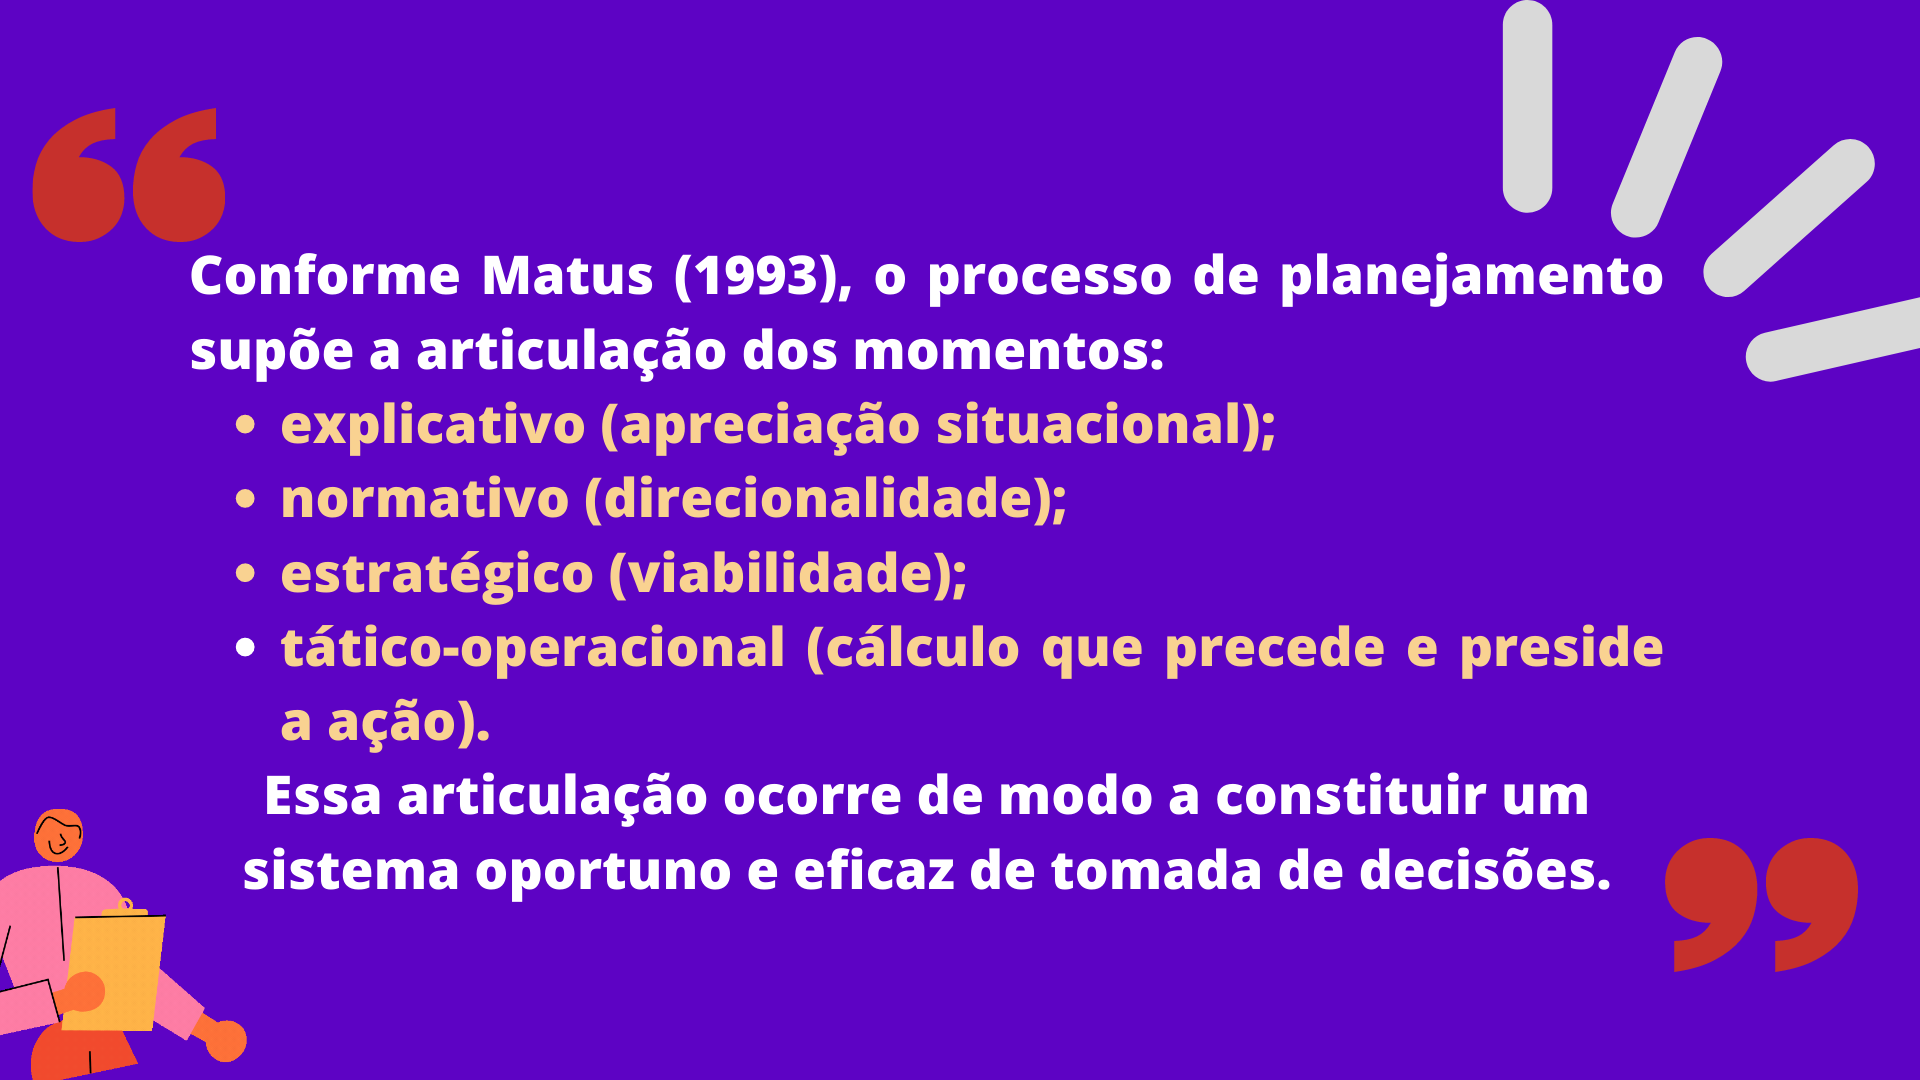 Conforme Matus (1993), o processo de planejamento
supõe a articulação dos momentos:
• explicativo (apreciação situacional);
• normativo (direcionalidade);
• estratégico (viabilidade);
• tático-operacional (cálculo que precede e preside
a ação).
Essa articulação ocorre de modo a constituir um
sistema oportuno e eficaz de tomada de decisões.